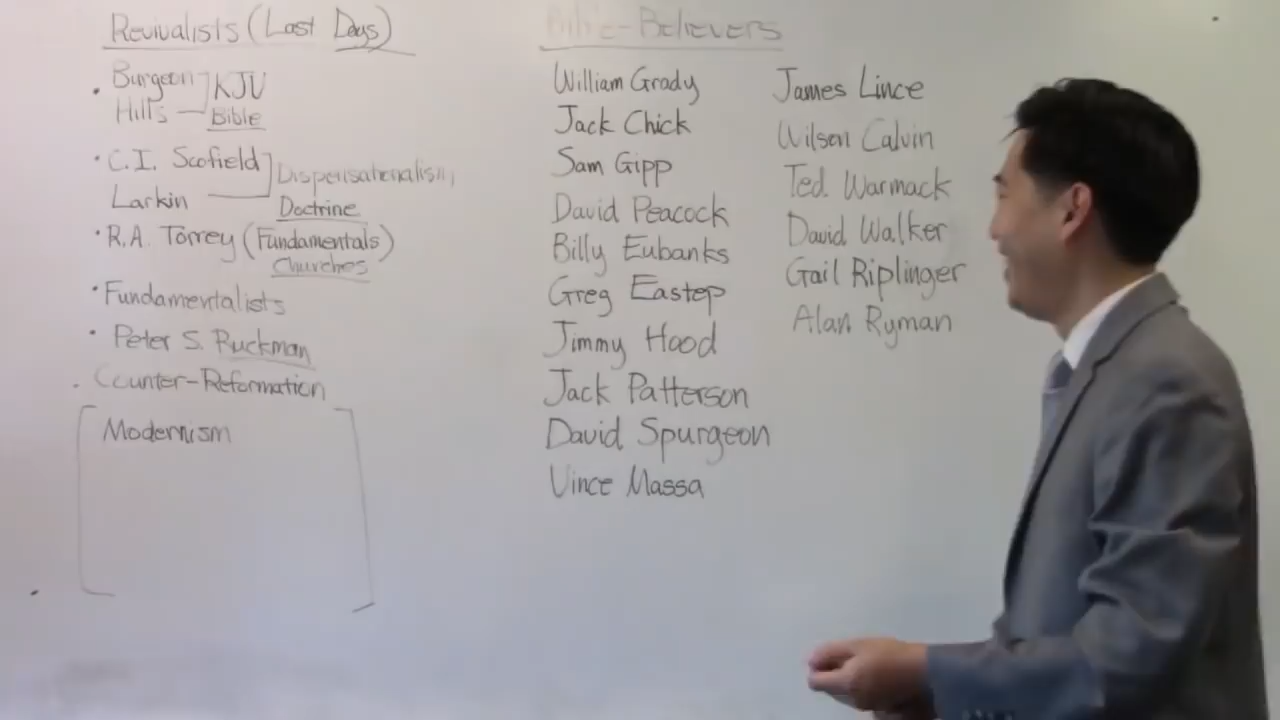 Revivalists (Last Days)
• Burgeon
Hills — KJV
Bible
• C.I. Scofield
Larkin — Dispensationalism,
Doctrine
• R.A. Torrey (Fundamentals)
Churches
• Fundamentalists
• Peter S. Ruckman
. Counter-Reformation
Modernism
Bible-Believers
William Grady
Jack Chick
Sam Gipp
David Peacock
Billy Eubanks
Greg Eastep
Jimmy Hood
Jack Patterson
David Spurgeon
Vince Massa
James Lince
Wilson Calvin
Ted. Warmack
David Walker
Gail Riplinger
Alan Ryman